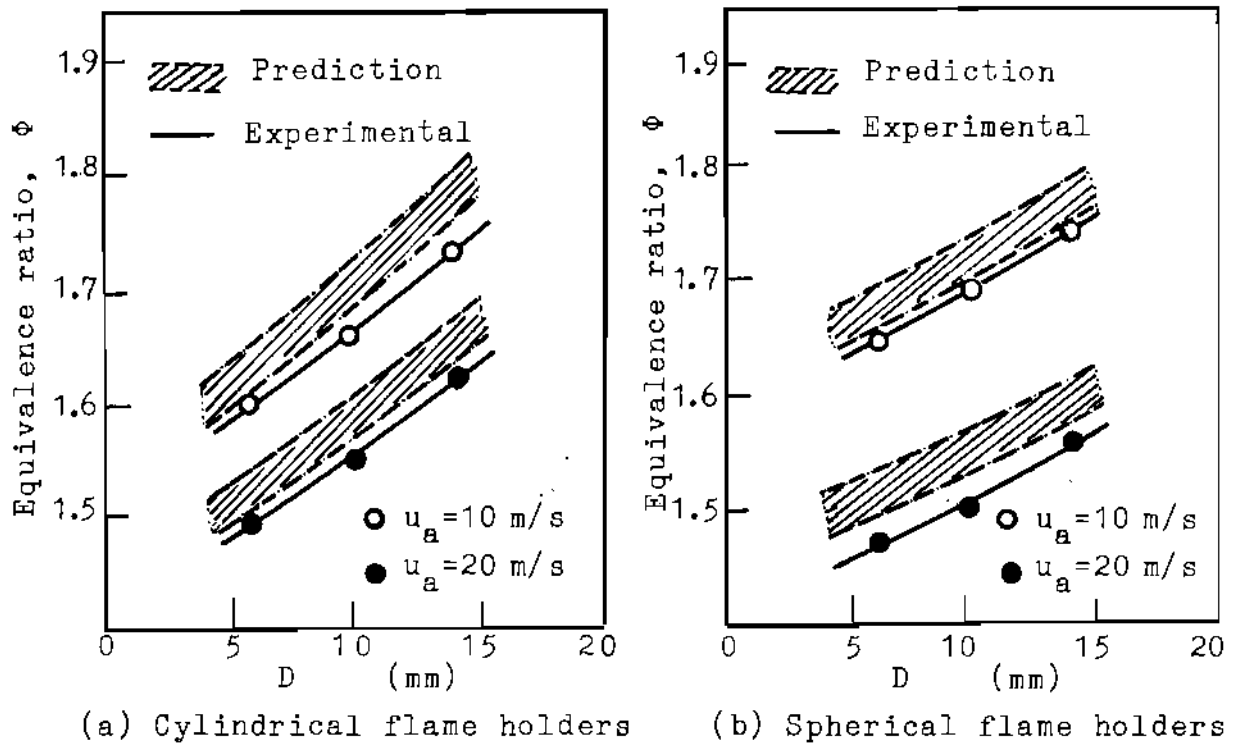 Equivalence ratio, Φ
1.9
1.8
1.7
1.6
1.5
Prediction
Experimental
u_a=10 m/s
u_a=20 m/s
0 5 10 15 20
D (mm)
(a) Cylindrical flame holders
Equivalence ratio, Φ
1.9
1.8
1.7
1.6
1.5
Prediction
Experimental
u_a=10 m/s
u_a=20 m/s
0 5 10 15 20
D (mm)
(b) Spherical flame holders